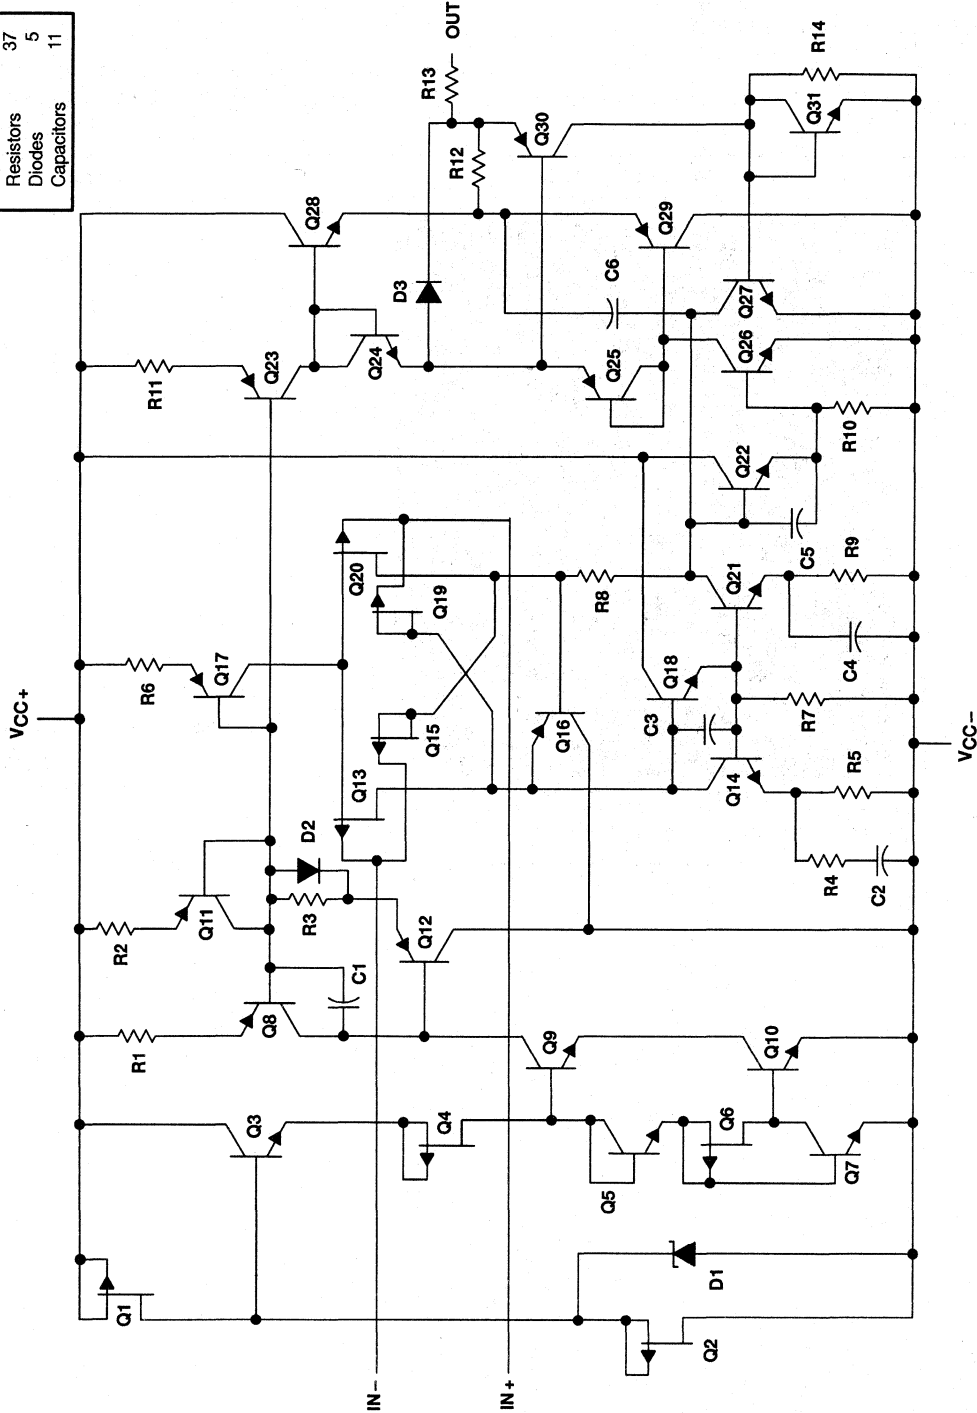 Resistors 37
Diodes 5
Capacitors 11
VCC+
R1
R2
R6
R11
Q1
Q3
Q8
Q11
Q17
Q23
Q28
R3
D2
C1
Q13
Q20
Q24
D3
IN-
Q4
Q12
Q15
Q19
R12
R13
OUT
IN+
Q9
Q16
R8
Q30
Q5
C3
Q18
Q25
C6
Q29
Q2
D1
Q6
Q10
Q14
Q21
Q22
Q26
Q27
Q7
R4
C2
R5
R7
C4
C5
R9
R10
Q31
R14
VCC-